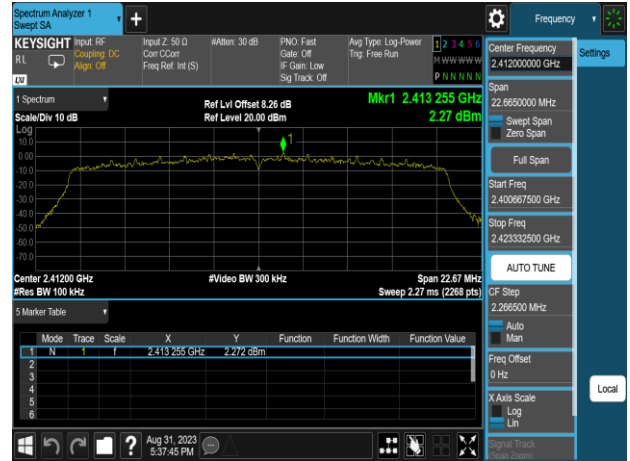 Spectrum Analyzer 1
Swept SA
+
Frequency
KEYSIGHT
RL
LXI
Input: RF
Coupling: DC
Align: Off
Input Z: 50 Ω
Corr CCorr
Freq Ref: Int (S)
#Atten: 30 dB
PNO: Fast
Gate: Off
IF Gain: Low
Sig Track: Off
Avg Type: Log-Power
Trig: Free Run
1 2 3 4 5 6
M W W W W W
P N N N N N
Center Frequency
2.412000000 GHz
Settings
Span
22.6650000 MHz
Swept Span
Zero Span
Full Span
Start Freq
2.400667500 GHz
Stop Freq
2.423332500 GHz
AUTO TUNE
CF Step
2.266500 MHz
Auto
Man
Freq Offset
0 Hz
X Axis Scale
Log
Lin
Signal Track
(Span Zoom)
Local
1 Spectrum
Scale/Div 10 dB
Ref Lvl Offset 8.26 dB
Ref Level 20.00 dBm
Mkr1 2.413 255 GHz
2.27 dBm
Log
10.0
0.00
-10.0
-20.0
-30.0
-40.0
-50.0
-60.0
-70.0
1
Center 2.41200 GHz
#Res BW 100 kHz
#Video BW 300 kHz
Span 22.67 MHz
Sweep 2.27 ms (2268 pts)
5 Marker Table
Mode Trace Scale X Y Function Function Width Function Value
1 N 1 f 2.413 255 GHz 2.272 dBm
2
3
4
5
6
?
Aug 31, 2023
5:37:45 PM